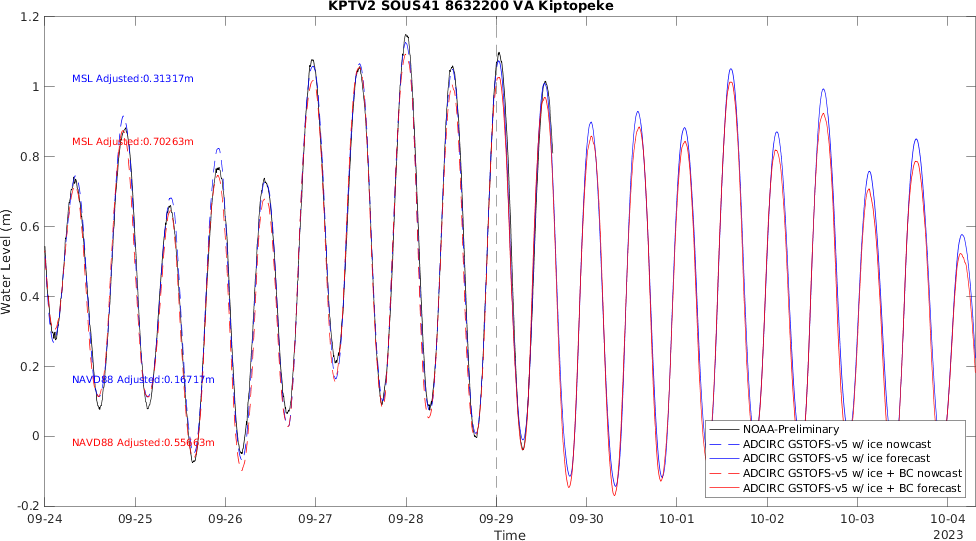 KPTV2 SOUS41 8632200 VA Kiptopeke
1.2
1
0.8
0.6
0.4
0.2
0
-0.2
Water Level (m)
MSL Adjusted:0.31317m
MSL Adjusted:0.70263m
NAVD88 Adjusted:0.16717m
NAVD88 Adjusted:0.55663m
NOAA-Preliminary
ADCIRC GSTOFS-v5 w/ ice nowcast
ADCIRC GSTOFS-v5 w/ ice forecast
ADCIRC GSTOFS-v5 w/ ice + BC nowcast
ADCIRC GSTOFS-v5 w/ ice + BC forecast
09-24 09-25 09-26 09-27 09-28 09-29 09-30 10-01 10-02 10-03 10-04
Time
2023